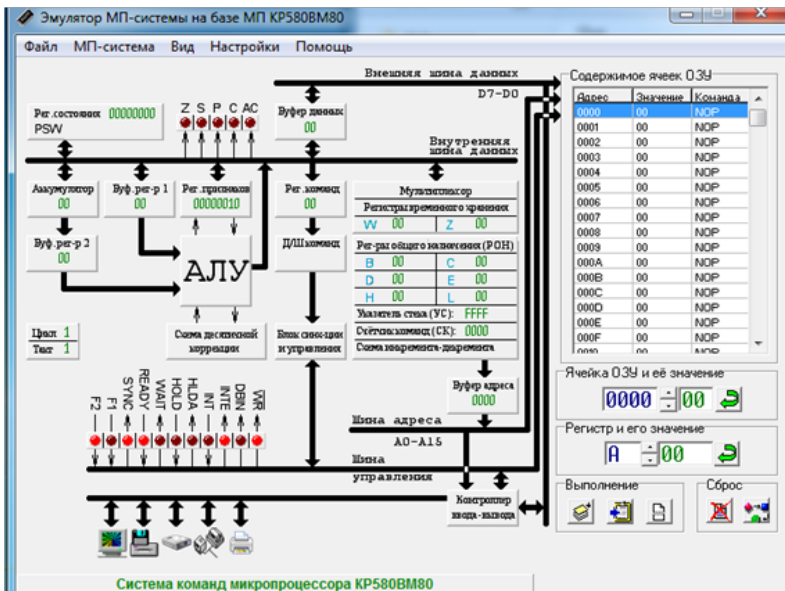 Эмулятор МП-системы на базе МП КР580ВМ80
Файл МП-система Вид Настройки Помощь
Внешняя шина данных
D7-D0
Рег.состояния 00000000
PSW
Z S P C AC
Буфер данных
00
Внутренняя
шина данных
Аккумулятор
00
Буф.рег-р 1
00
Рег.признаков
00000010
Рег.команд
00
Мультиплексор
Регистры временного хранения
W 00 Z 00
Буф.рег-р 2
00
АЛУ
Д/Шкоманд
Рег-ры общего назначения (РОН)
B 00 C 00
D 00 E 00
H 00 L 00
Указатель стека (УС): FFFF
Счётчик команд (СК): 0000
Схема инкремента-декремента
Цикл 1
Такт 1
Схема десятичной
коррекции
Блок синх-ции
и управления
Буфер адреса
0000
F2 F1 SYNC READY WAIT HOLD HLDA INT INTE DBIN WR
Шина адреса
A0-A15
Шина
управления
Контроллер
ввода-вывода
Система команд микропроцессора КР580ВМ80
Содержимое ячеек ОЗУ
Адрес Значение Команда
0000 00 NOP
0001 00 NOP
0002 00 NOP
0003 00 NOP
0004 00 NOP
0005 00 NOP
0006 00 NOP
0007 00 NOP
0008 00 NOP
0009 00 NOP
000A 00 NOP
000B 00 NOP
000C 00 NOP
000D 00 NOP
000E 00 NOP
000F 00 NOP
0010 00 NOP
Ячейка ОЗУ и её значение
0000 00
Регистр и его значение
A 00
Выполнение
Сброс